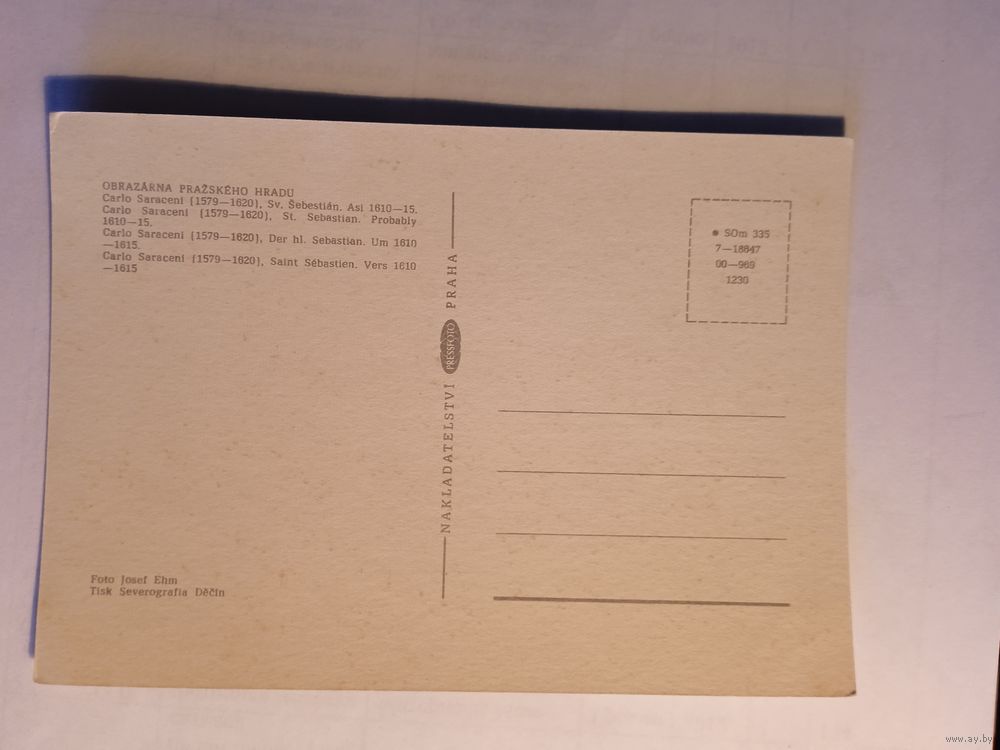 OBRAZÁRNA PRAŽSKÉHO HRADU
Carlo Saraceni (1579—1620), Sv. Šebestián. Asi 1610—15.
Carlo Saraceni (1579—1620), St. Sebastian. Probably
1610—15.
Carlo Saraceni (1579—1620), Der hl. Sebastian. Um 1610
—1615.
Carlo Saraceni (1579—1620), Saint Sébastien. Vers 1610
—1615
Foto Josef Ehm
Tisk Severografia Děčín
NAKLADATELSTVÍ PRESSFOTO PRAHA
● SOm 335
7—18847
00—969
1230
www.ay.by